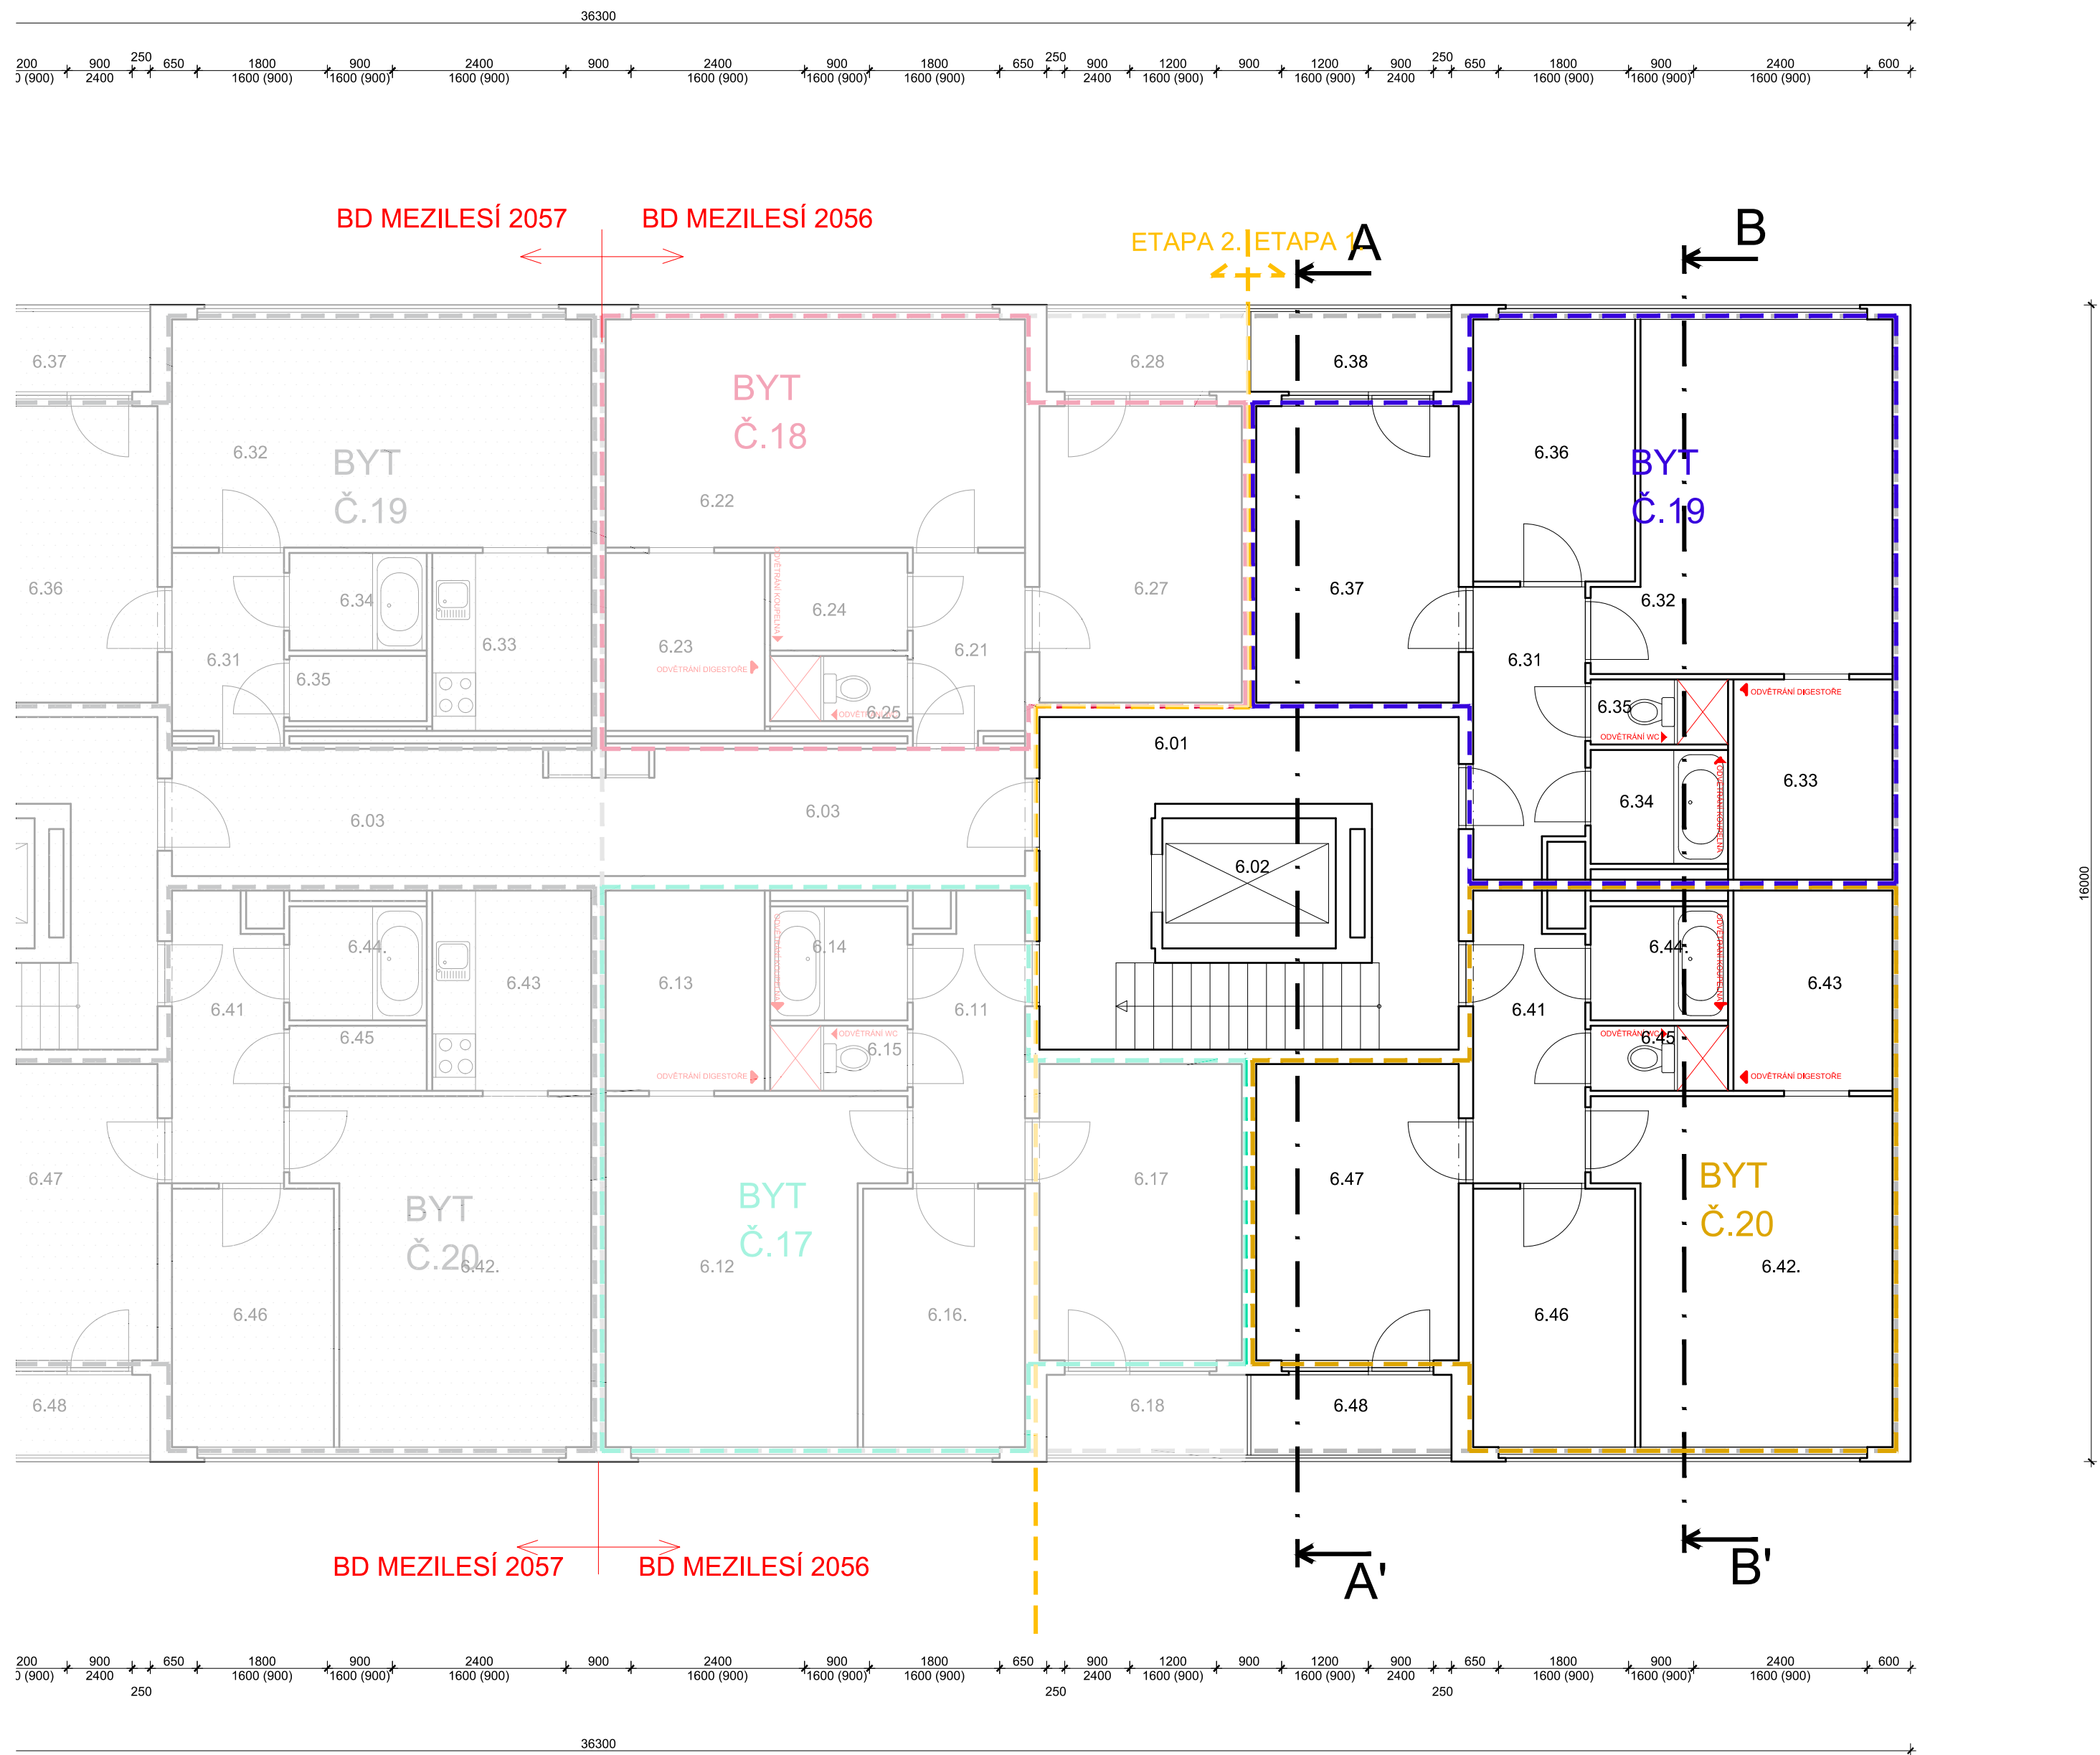 36300
200 900 250 650 1800 900 2400 900 2400 900 1800 650 250 900 1200 900 1200 900 250 650 1800 900 2400 600
(900) 2400 1600 (900) 1600 (900) 1600 (900) 1600 (900) 1600 (900) 1600 (900) 2400 1600 (900) 1600 (900) 2400 1600 (900) 1600 (900) 1600 (900)
BD MEZILESÍ 2057 BD MEZILESÍ 2056
ETAPA 2. ETAPA 1.
A
B
6.37
6.28
6.38
BYT
Č.18
6.32
BYT
Č.19
6.22
6.36
BYT
Č.19
6.36
6.34
6.33
6.31
6.35
6.23
6.24
6.21
6.25
ODVĚTRÁNÍ KOUPELNA
ODVĚTRÁNÍ DIGESTOŘE
6.27
6.37
6.32
6.31
6.35
ODVĚTRÁNÍ WC
ODVĚTRÁNÍ DIGESTOŘE
6.34
ODVĚTRÁNÍ KOUPELNA
6.33
6.01
6.02
6.03
6.03
16000
6.44.
6.43
6.41
6.45
6.13
6.14
6.11
6.15
ODVĚTRÁNÍ KOUPELNA
ODVĚTRÁNÍ WC
ODVĚTRÁNÍ DIGESTOŘE
6.44.
6.43
6.41
6.45
ODVĚTRÁNÍ KOUPELNA
ODVĚTRÁNÍ WC
ODVĚTRÁNÍ DIGESTOŘE
6.47
BYT
Č.20
6.42.
6.46
BYT
Č.17
6.12
6.16.
6.17
6.47
BYT
Č.20
6.42.
6.46
6.48
6.18
6.48
BD MEZILESÍ 2057 BD MEZILESÍ 2056
A'
B'
200 900 650 1800 900 2400 900 2400 900 1800 650 900 1200 900 1200 900 650 1800 900 2400 600
(900) 2400 1600 (900) 1600 (900) 1600 (900) 1600 (900) 1600 (900) 1600 (900) 2400 1600 (900) 1600 (900) 2400 1600 (900) 1600 (900) 1600 (900)
250 250 250
36300